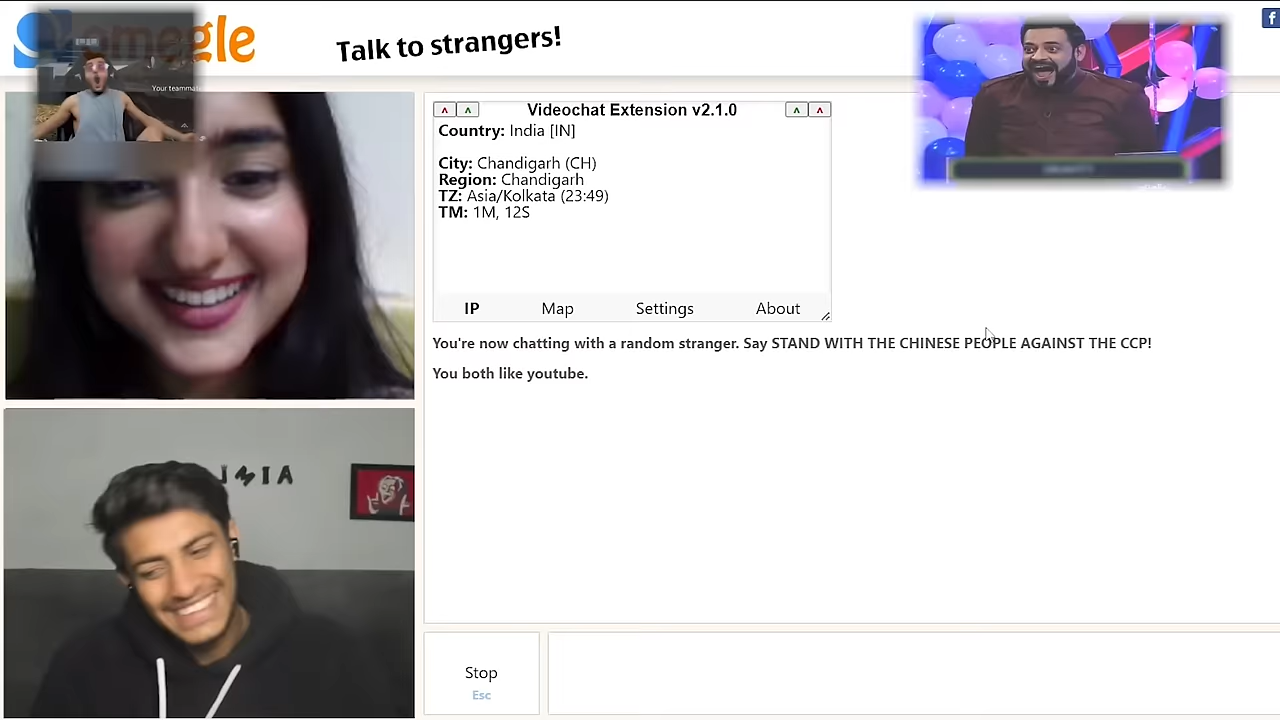 omegle
Talk to strangers!
Your teammate
Videochat Extension v2.1.0
Country: India [IN]
City: Chandigarh (CH)
Region: Chandigarh
TZ: Asia/Kolkata (23:49)
TM: 1M, 12S
IP Map Settings About
You're now chatting with a random stranger. Say STAND WITH THE CHINESE PEOPLE AGAINST THE CCP!
You both like youtube.
Stop
Esc